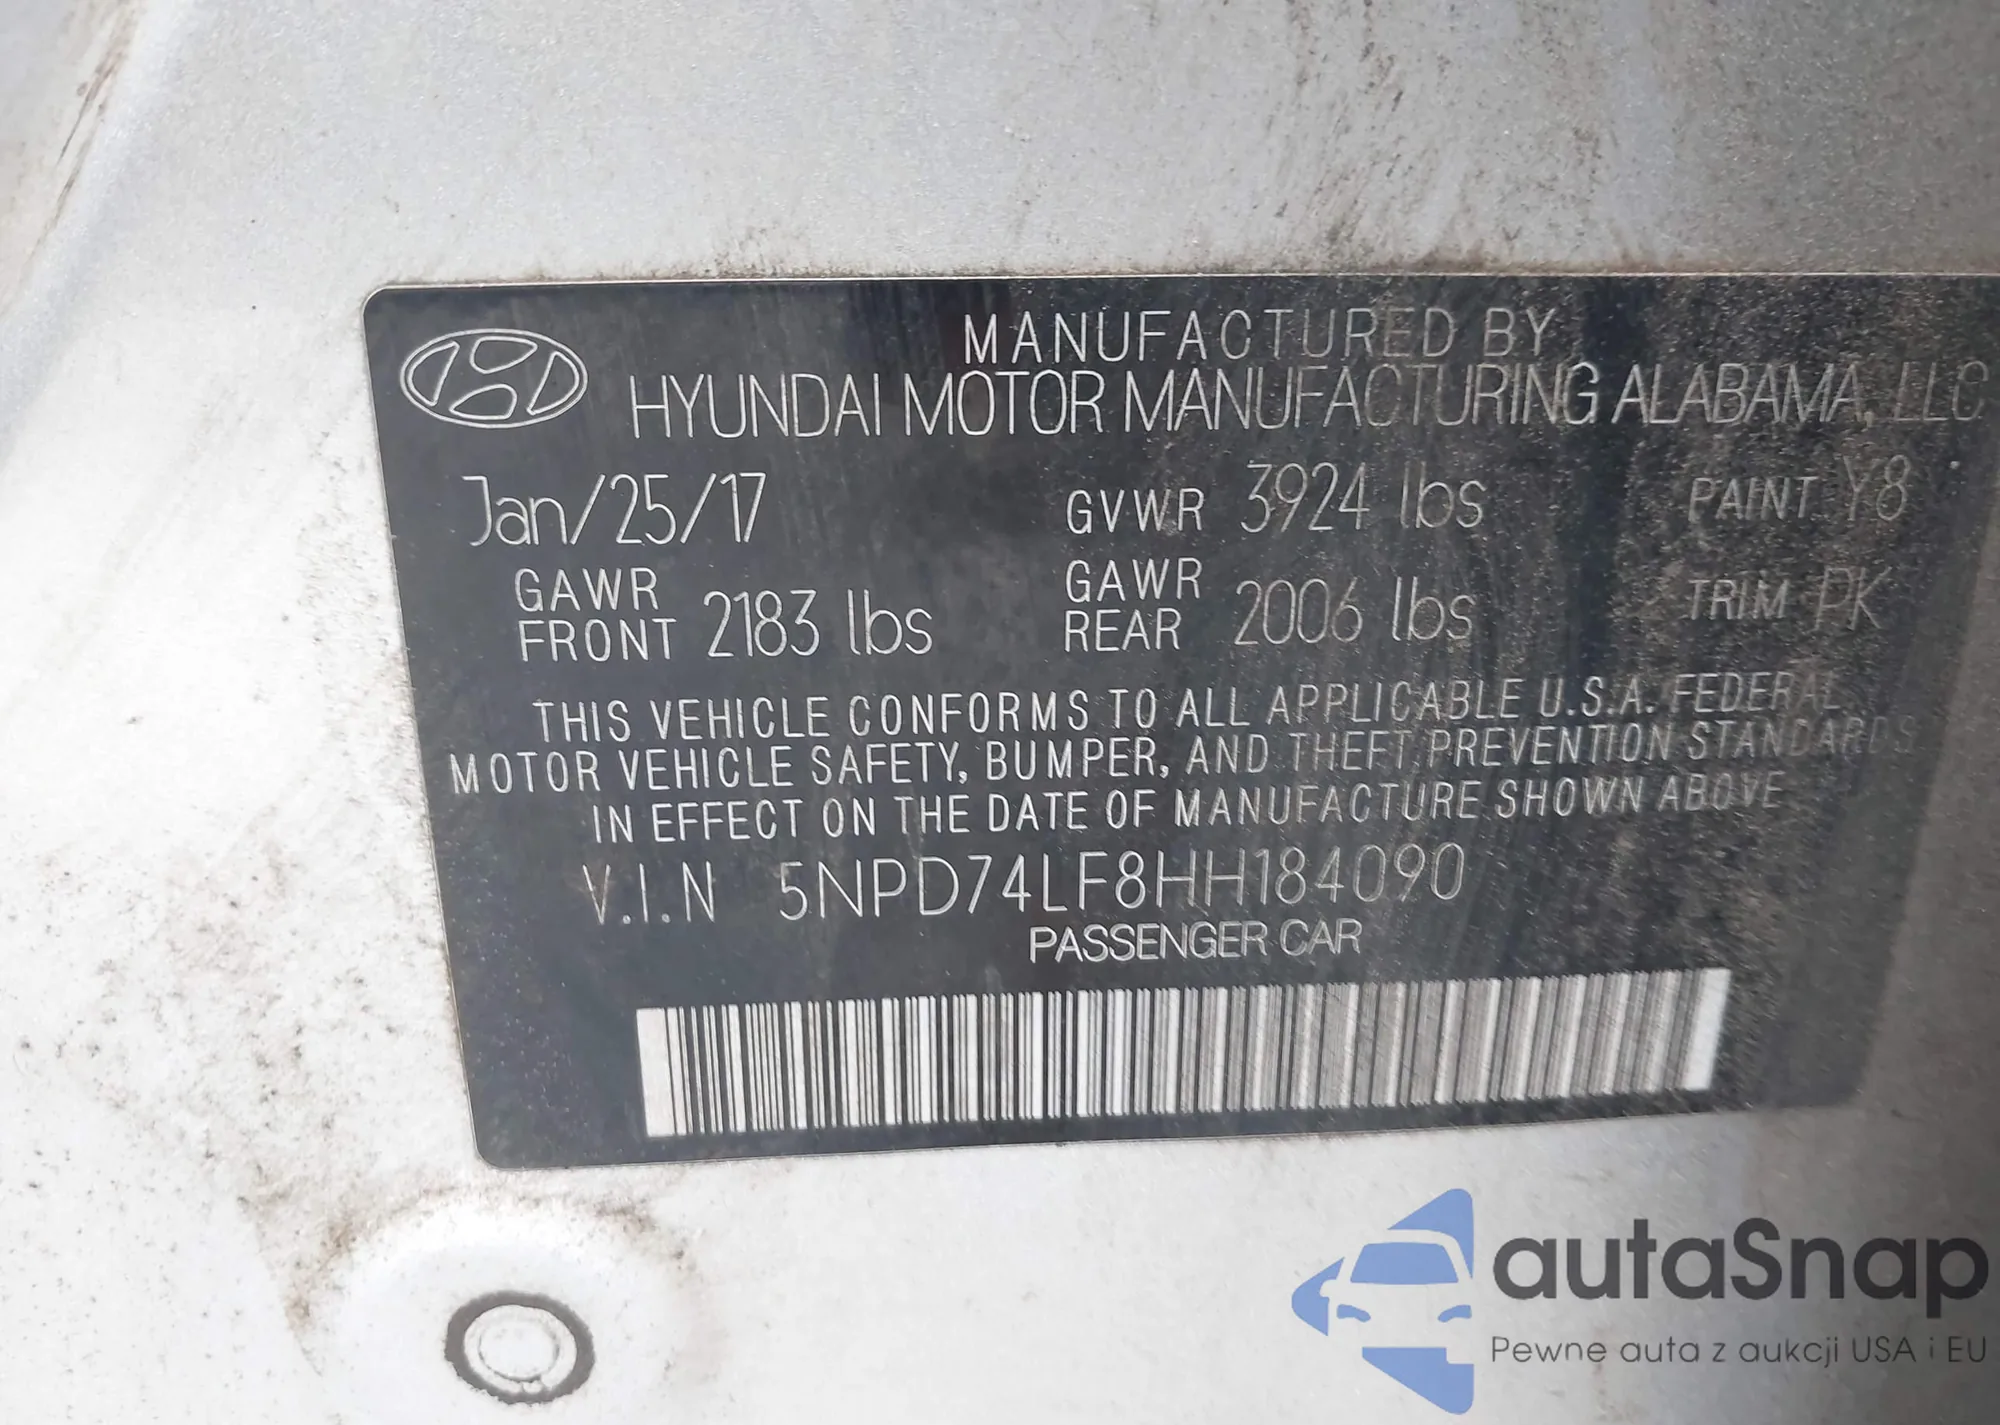 MANUFACTURED BY
HYUNDAI MOTOR MANUFACTURING ALABAMA, LLC
Jan/25/17 GVWR 3924 lbs PAINT Y8
GAWR FRONT 2183 lbs GAWR REAR 2006 lbs TRIM PK
THIS VEHICLE CONFORMS TO ALL APPLICABLE U.S.A. FEDERAL
MOTOR VEHICLE SAFETY, BUMPER, AND THEFT PREVENTION STANDARDS
IN EFFECT ON THE DATE OF MANUFACTURE SHOWN ABOVE
V.I.N 5NPD74LF8HH184090
PASSENGER CAR
autaSnap
Pewne auta z aukcji USA i EU